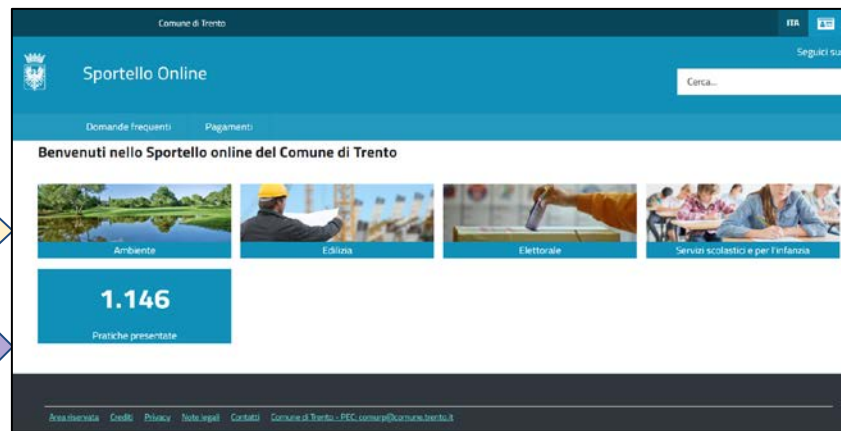 Comune di Trento
ITA
Seguici su
Sportello Online
Cerca...
Domande frequenti Pagamenti
Benvenuti nello Sportello online del Comune di Trento
Ambiente Edilizia Elettorale Servizi scolastici e per l'infanzia
1.146
Pratiche presentate
Area riservata Crediti Privacy Note legali Contatti Comune di Trento - PEC: comurp@comune.trento.it